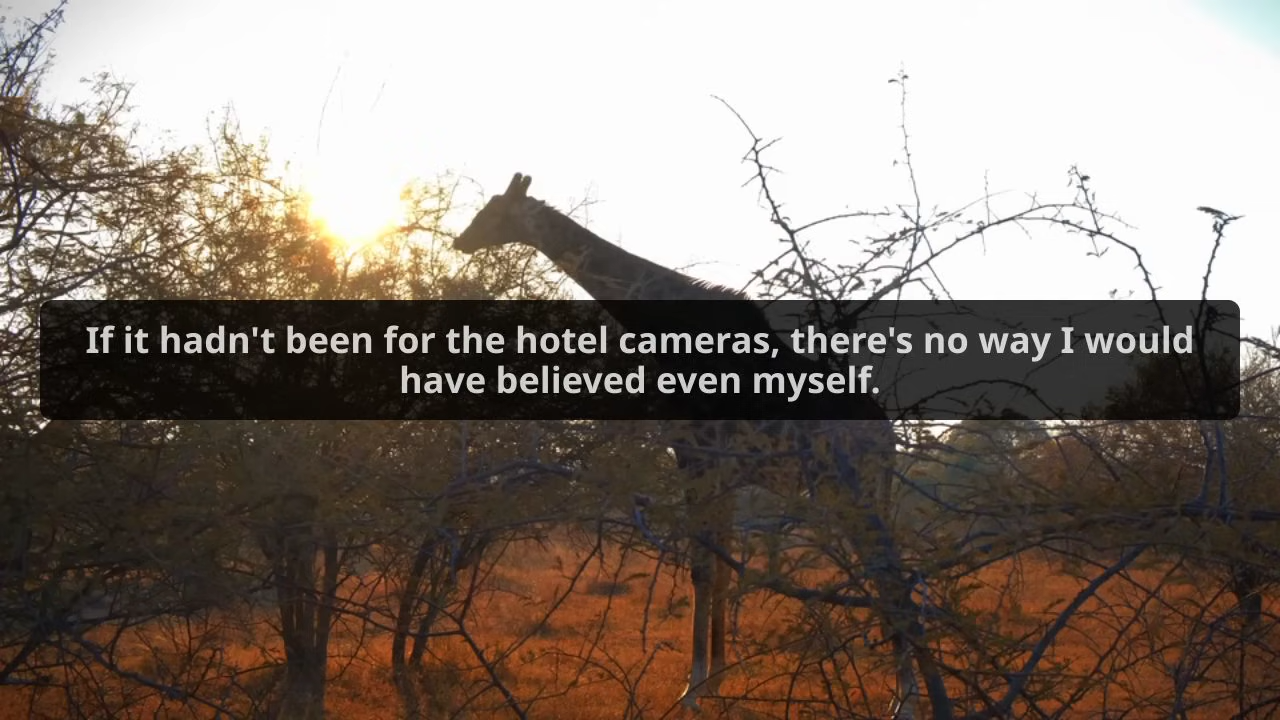 If it hadn't been for the hotel cameras, there's no way I would
have believed even myself.